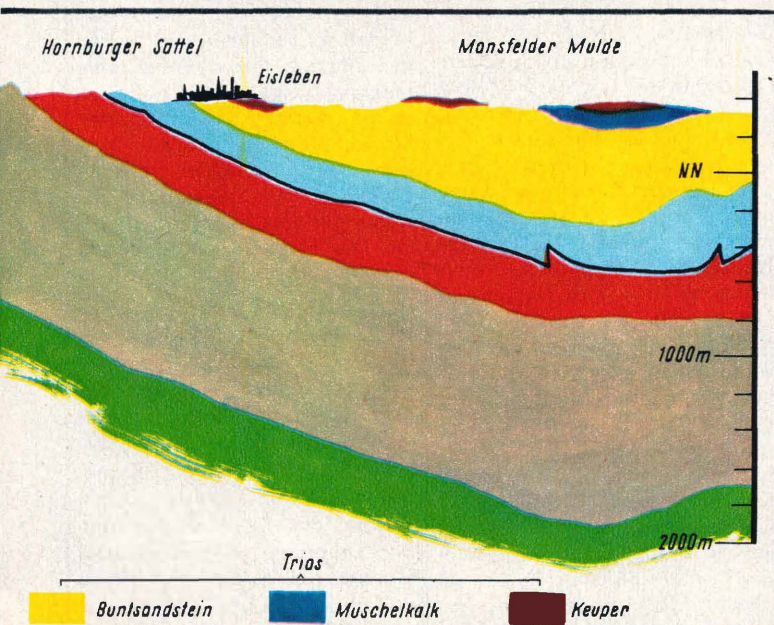 Hornburger Sattel
Mansfelder Mulde
Eisleben
NN
1000m
2000m
Trias
Buntsandstein
Muschelkalk
Keuper